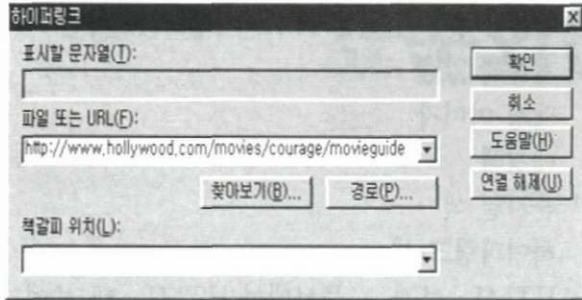 하이퍼링크
표시할 문자열(T):
확인
취소
파일 또는 URL(F):
http://www.hollywood.com/movies/courage/movieguide
도움말(H)
찾아보기(B)...
경로(P)...
연결 해제(U)
책갈피 위치(L):